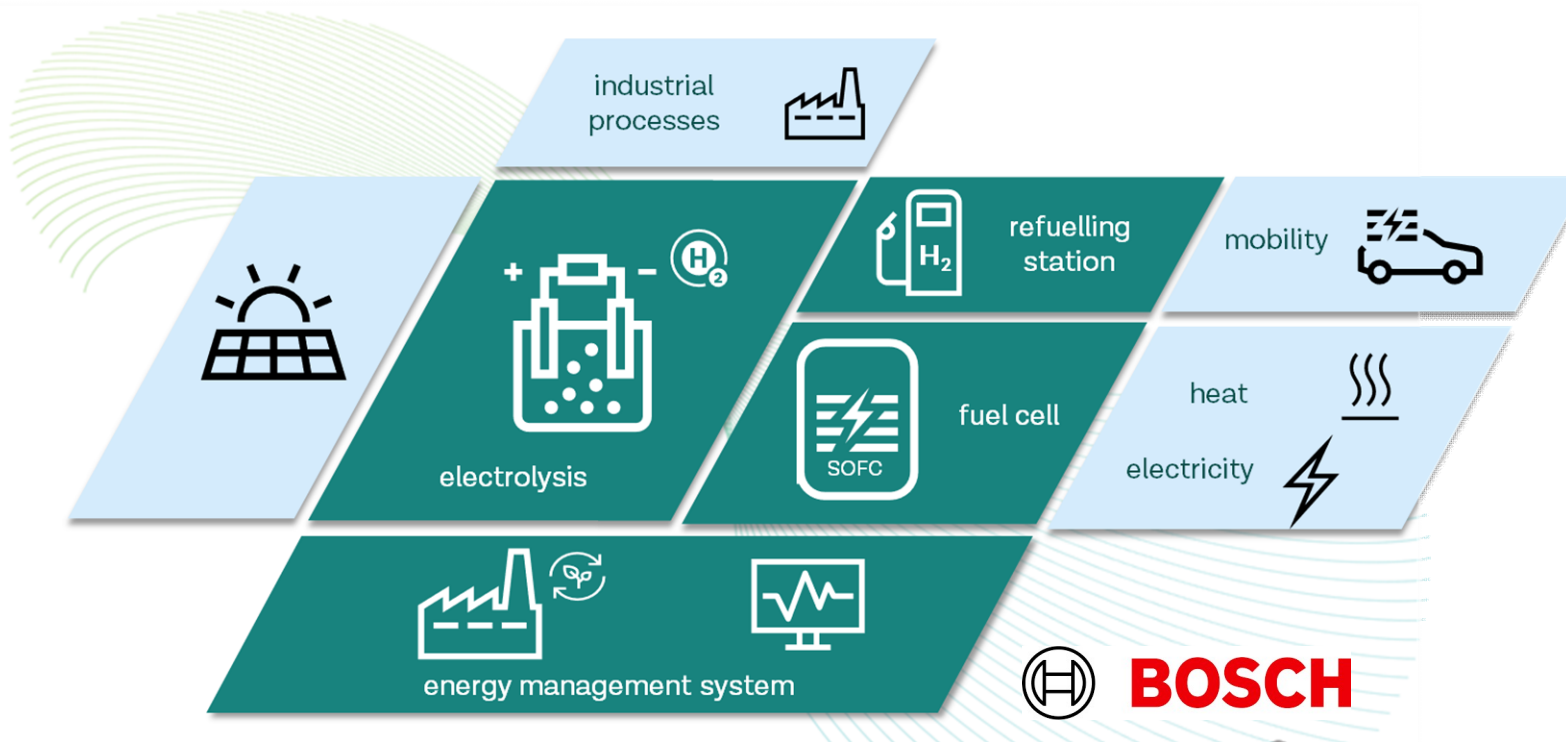 industrial
processes
+
−
H2
electrolysis
H2
refuelling
station
mobility
SOFC
fuel cell
heat
electricity
energy management system
BOSCH